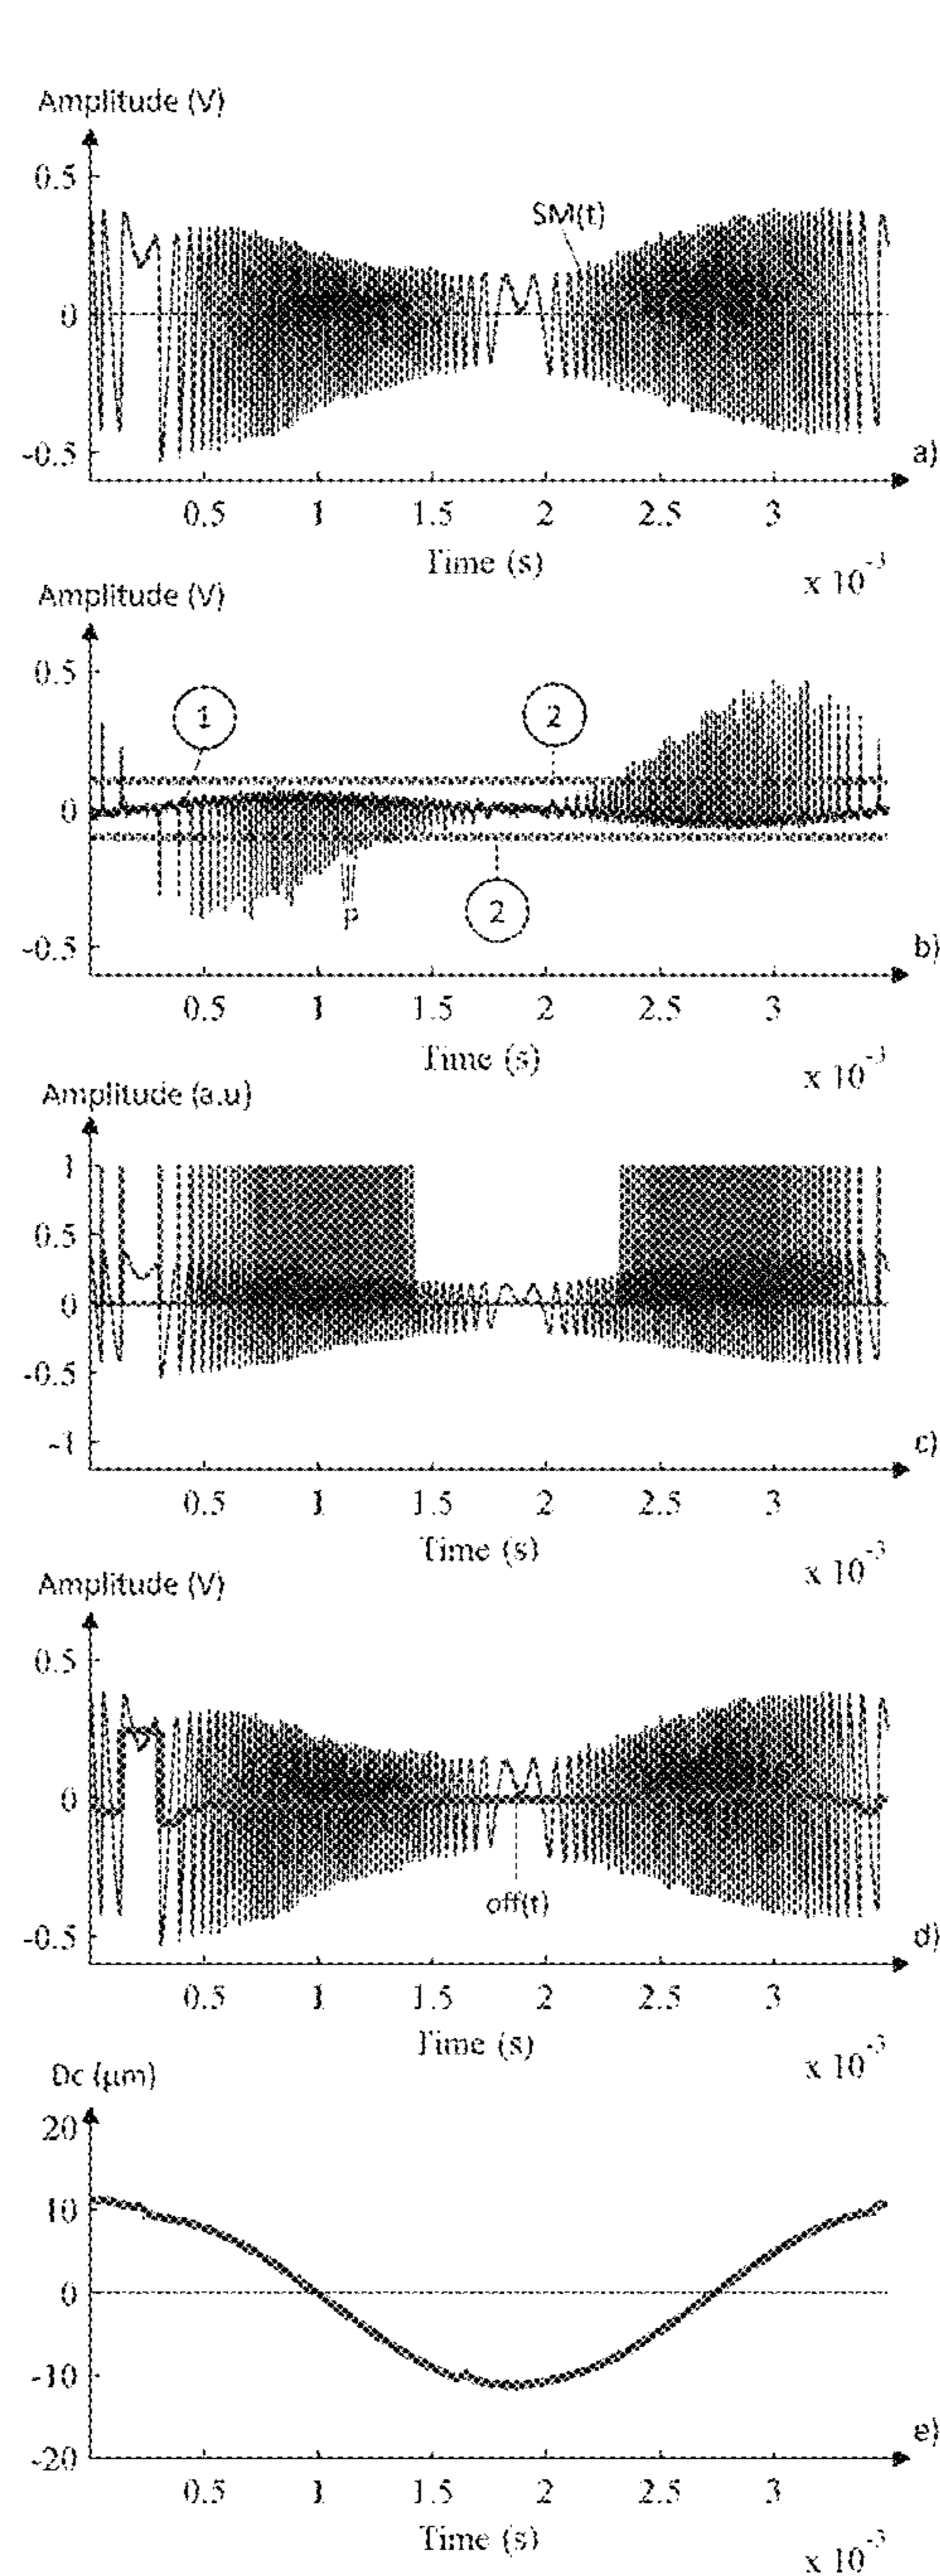 Amplitude (V)
0.5
SM(t)
0
-0.5
a)
0.5 1 1.5 2 2.5 3
Time (s)
x 10-3
Amplitude (V)
0.5
1
2
0
p
2
-0.5
b)
0.5 1 1.5 2 2.5 3
Time (s)
x 10-3
Amplitude (a.u)
1
0.5
0
-0.5
-1
c)
0.5 1 1.5 2 2.5 3
Time (s)
x 10-3
Amplitude (V)
0.5
0
off(t)
-0.5
d)
0.5 1 1.5 2 2.5 3
Time (s)
x 10-3
Dc (μm)
20
10
0
-10
e)
-20
0.5 1 1.5 2 2.5 3
Time (s)
x 10-3